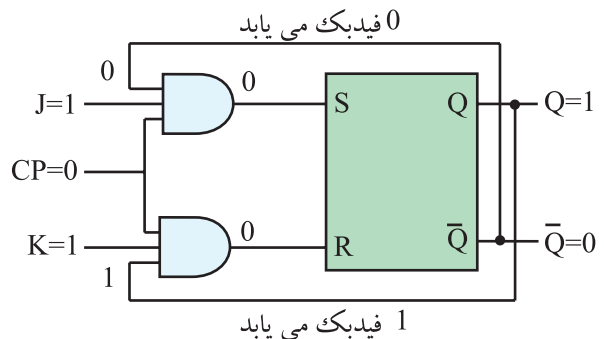 0 فیدبک می یابد
0
0
J=1
S
Q
Q=1
CP=0
K=1
0
R
Q̅
Q̅=0
1
1 فیدبک می یابد